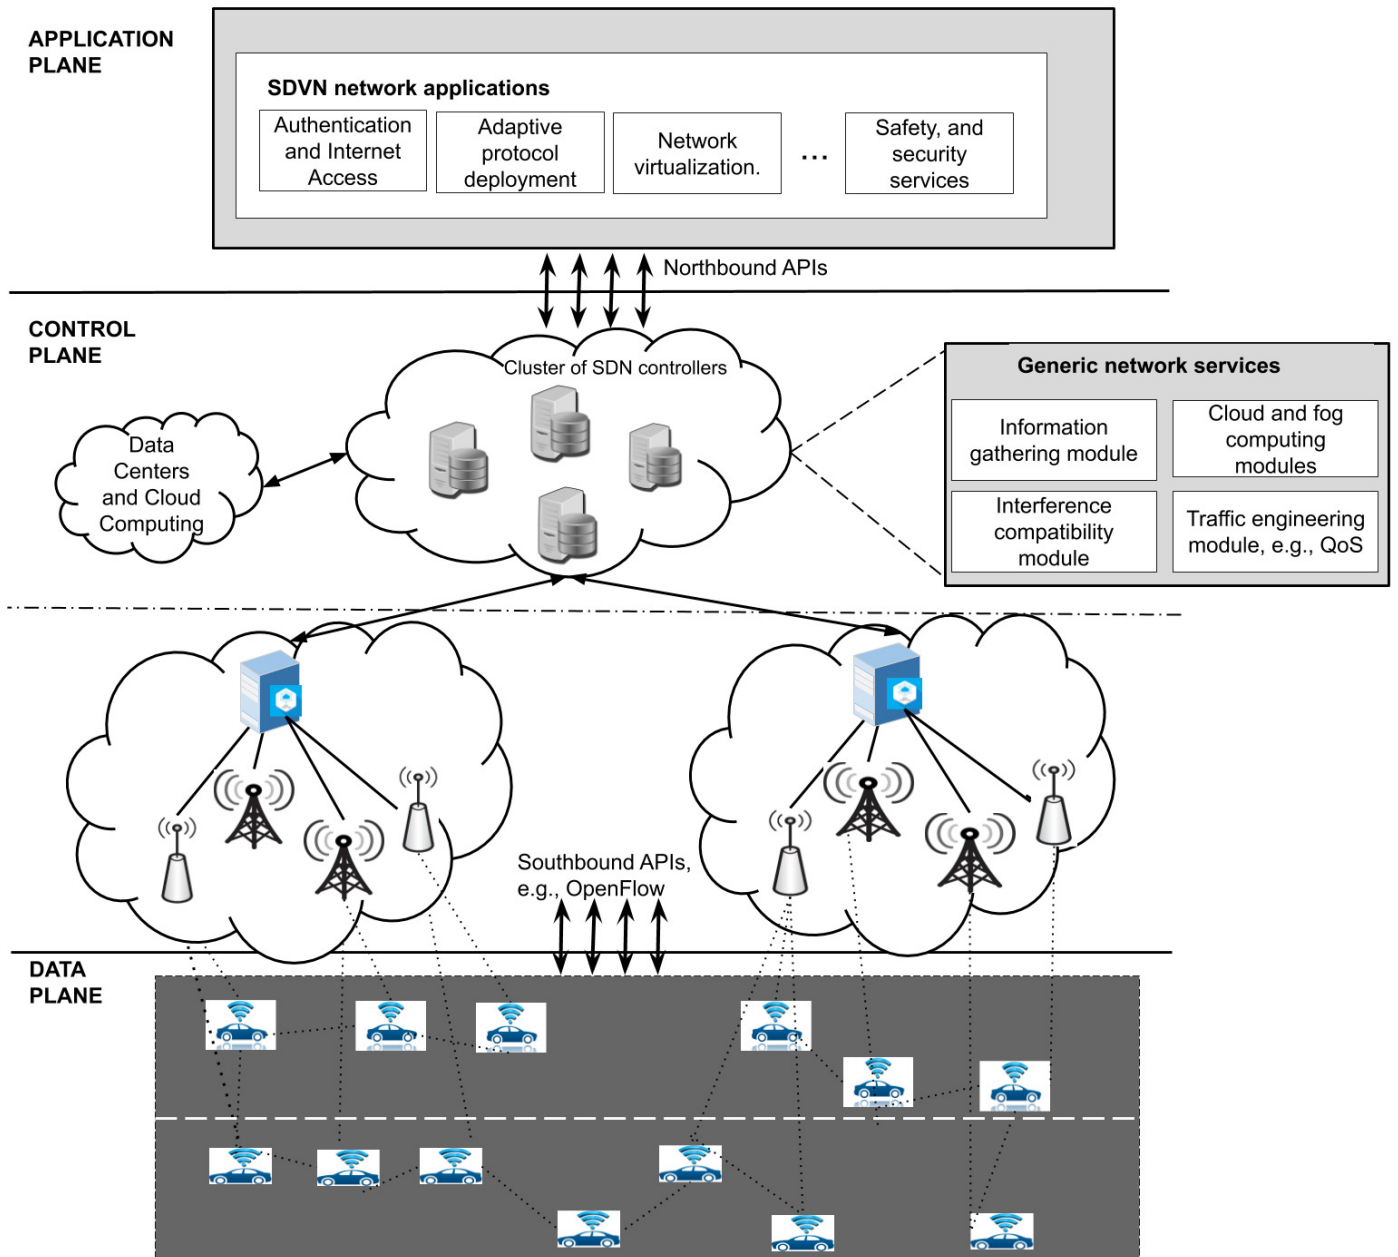 APPLICATION
PLANE
SDVN network applications
Authentication
and Internet
Access
Adaptive
protocol
deployment
Network
virtualization.
...
Safety, and
security
services
Northbound APIs
CONTROL
PLANE
Cluster of SDN controllers
Data
Centers
and Cloud
Computing
Generic network services
Information
gathering module
Cloud and fog
computing
modules
Interference
compatibility
module
Traffic engineering
module, e.g., QoS
Southbound APIs,
e.g., OpenFlow
DATA
PLANE